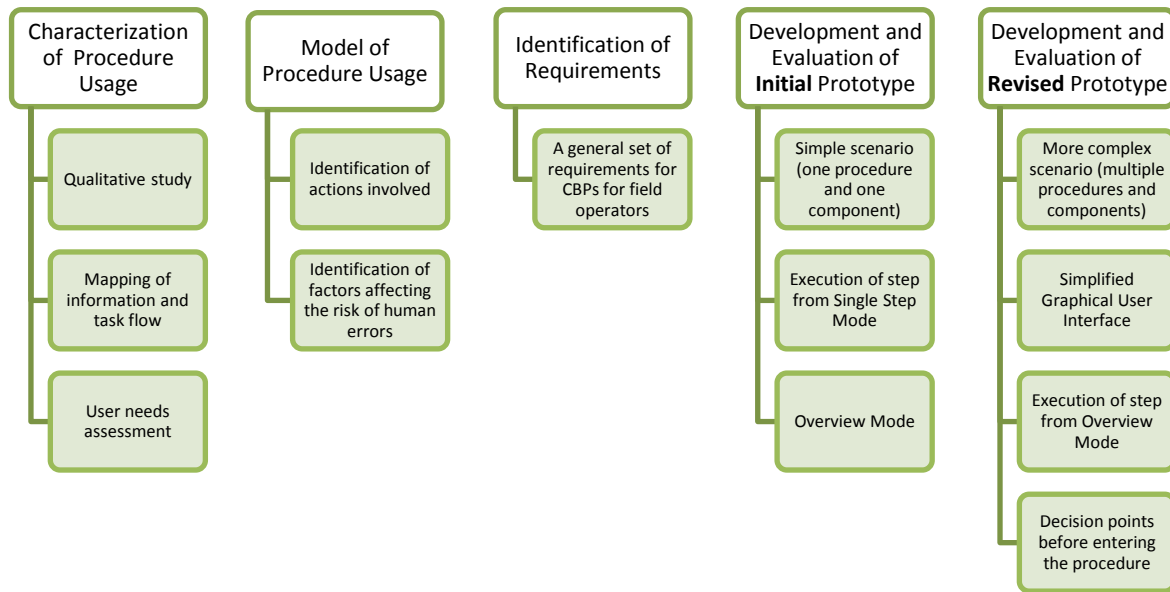 Characterization
of Procedure
Usage
Qualitative study
Mapping of
information and
task flow
User needs
assessment
Model of
Procedure Usage
Identification of
actions involved
Identification of
factors affecting
the risk of human
errors
Identification of
Requirements
A general set of
requirements for
CBPs for field
operators
Development and
Evaluation of
Initial Prototype
Simple scenario
(one procedure
and one
component)
Execution of step
from Single Step
Mode
Overview Mode
Development and
Evaluation of
Revised Prototype
More complex
scenario (multiple
procedures and
components)
Simplified
Graphical User
Interface
Execution of step
from Overview
Mode
Decision points
before entering
the procedure